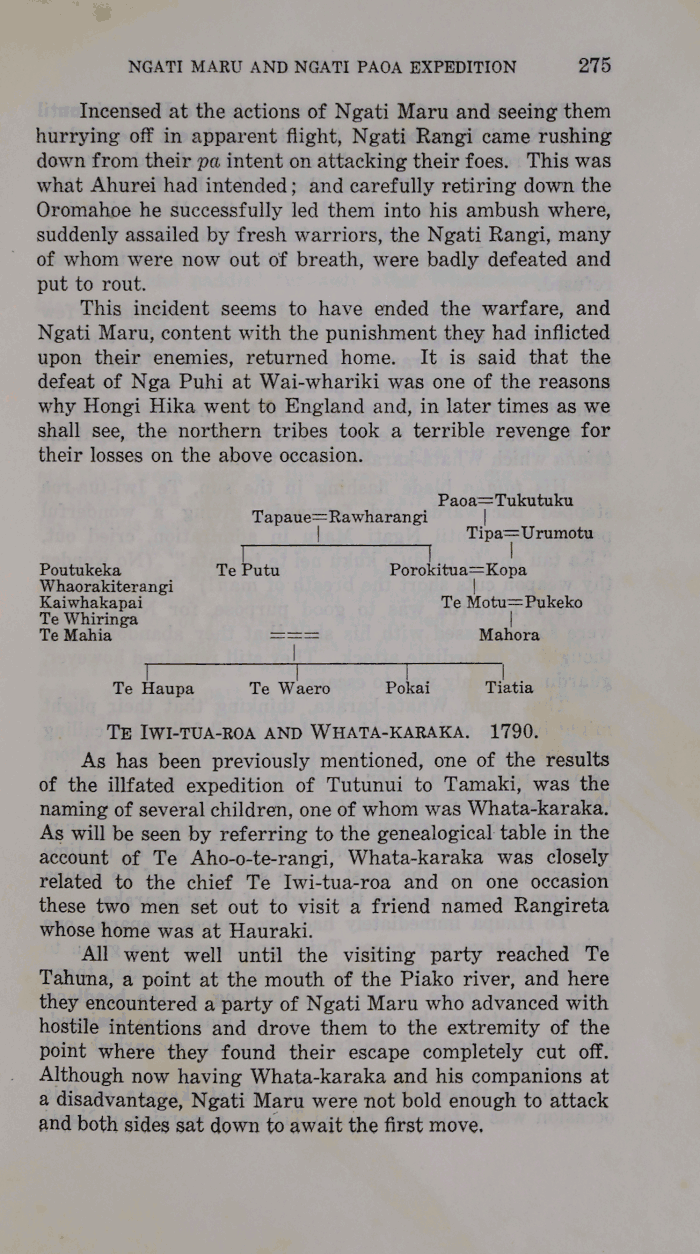 NGATI MARU AND NGATI PAOA EXPEDITION 275
Incensed at the actions of Ngati Maru and seeing them
hurrying off in apparent flight, Ngati Rangi came rushing
down from their pa intent on attacking their foes. This was
what Ahurei had intended; and carefully retiring down the
Oromahoe he successfully led them into his ambush where,
suddenly assailed by fresh warriors, the Ngati Rangi, many
of whom were now out of breath, were badly defeated and
put to rout.
This incident seems to have ended the warfare, and
Ngati Maru, content with the punishment they had inflicted
upon their enemies, returned home. It is said that the
defeat of Nga Puhi at Wai-whariki was one of the reasons
why Hongi Hika went to England and, in later times as we
shall see, the northern tribes took a terrible revenge for
their losses on the above occasion.
Paoa=Tukutuku
Tapaue=Rawharangi
Tipa=Urumotu
Poutukeka Te Putu Porokitua=Kopa
Whaorakiterangi
Kaiwhakapai Te Motu=Pukeko
Te Whiringa
Te Mahia === Mahora
Te Haupa Te Waero Pokai Tiatia
TE IWI-TUA-ROA AND WHATA-KARAKA. 1790.
As has been previously mentioned, one of the results
of the illfated expedition of Tutunui to Tamaki, was the
naming of several children, one of whom was Whata-karaka.
As will be seen by referring to the genealogical table in the
account of Te Aho-o-te-rangi, Whata-karaka was closely
related to the chief Te Iwi-tua-roa and on one occasion
these two men set out to visit a friend named Rangireta
whose home was at Hauraki.
All went well until the visiting party reached Te
Tahuna, a point at the mouth of the Piako river, and here
they encountered a party of Ngati Maru who advanced with
hostile intentions and drove them to the extremity of the
point where they found their escape completely cut off.
Although now having Whata-karaka and his companions at
a disadvantage, Ngati Maru were not bold enough to attack
and both sides sat down to await the first move.